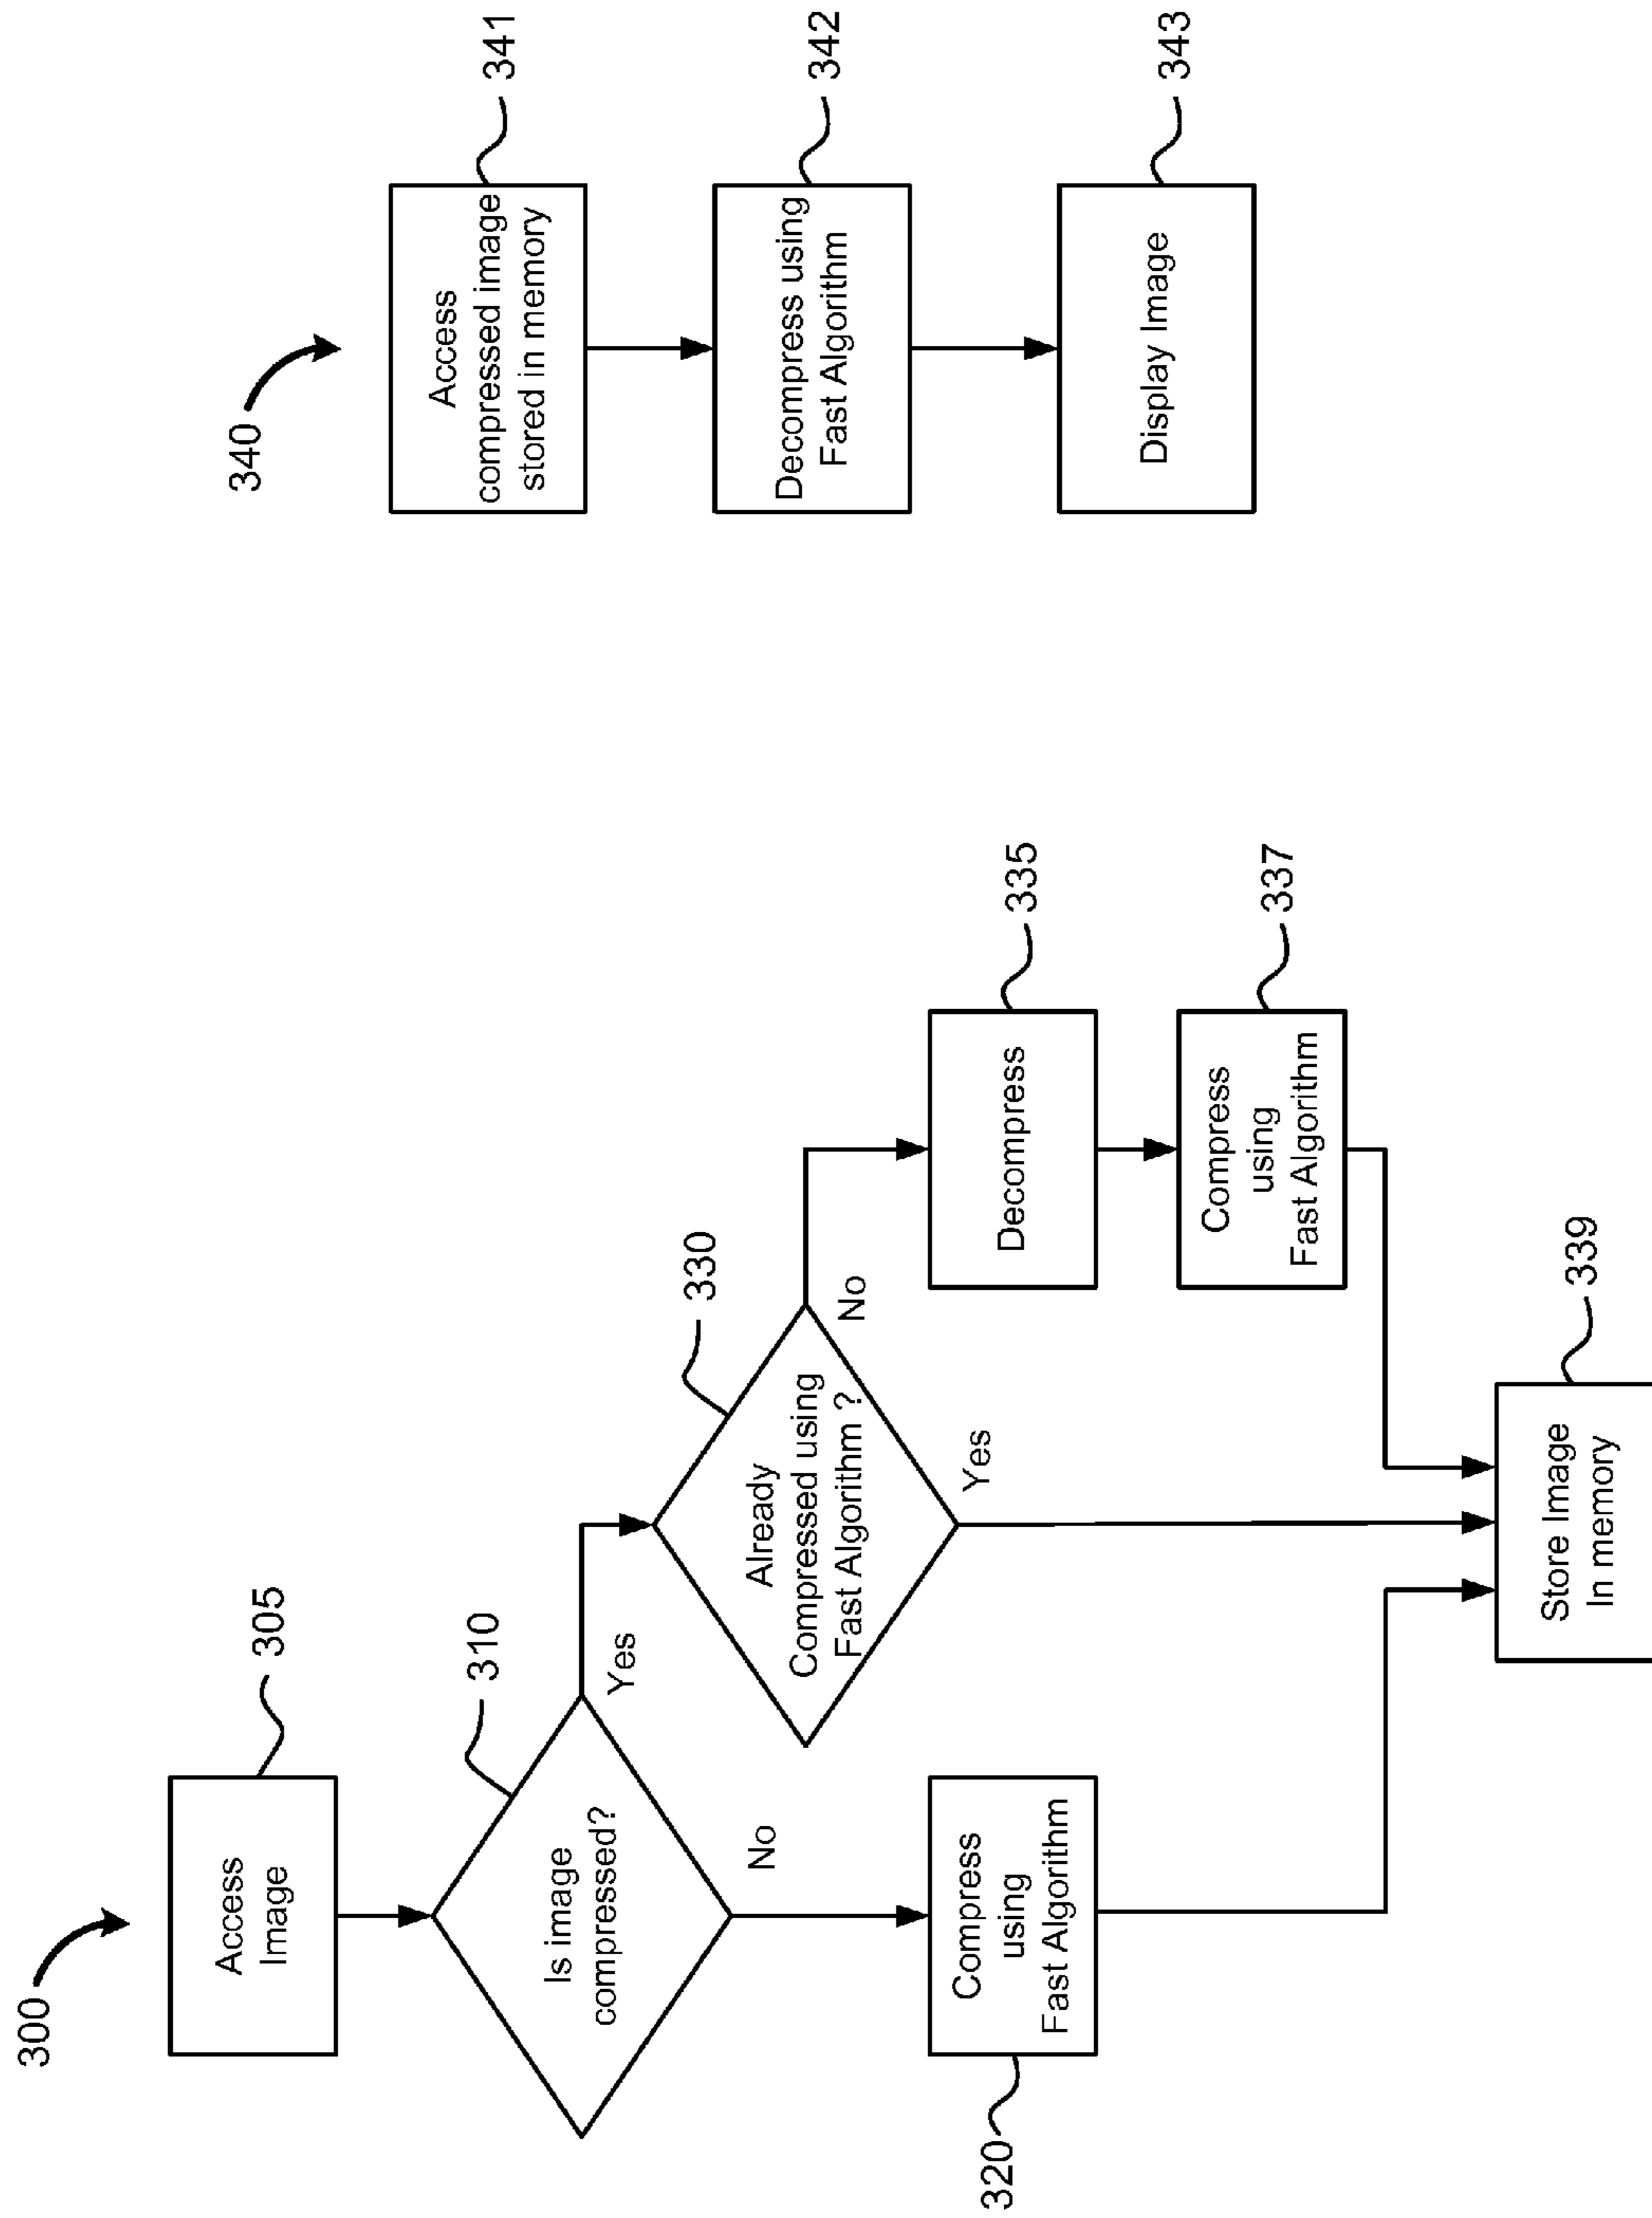 300
Access
Image
305
Is image
compressed?
310
Yes
No
Compress
using
Fast Algorithm
320
Already
Compressed using
Fast Algorithm ?
330
No
Yes
Decompress
335
Compress
using
Fast Algorithm
337
Store Image
In memory
339
340
Access
compressed image
stored in memory
341
Decompress using
Fast Algorithm
342
Display Image
343